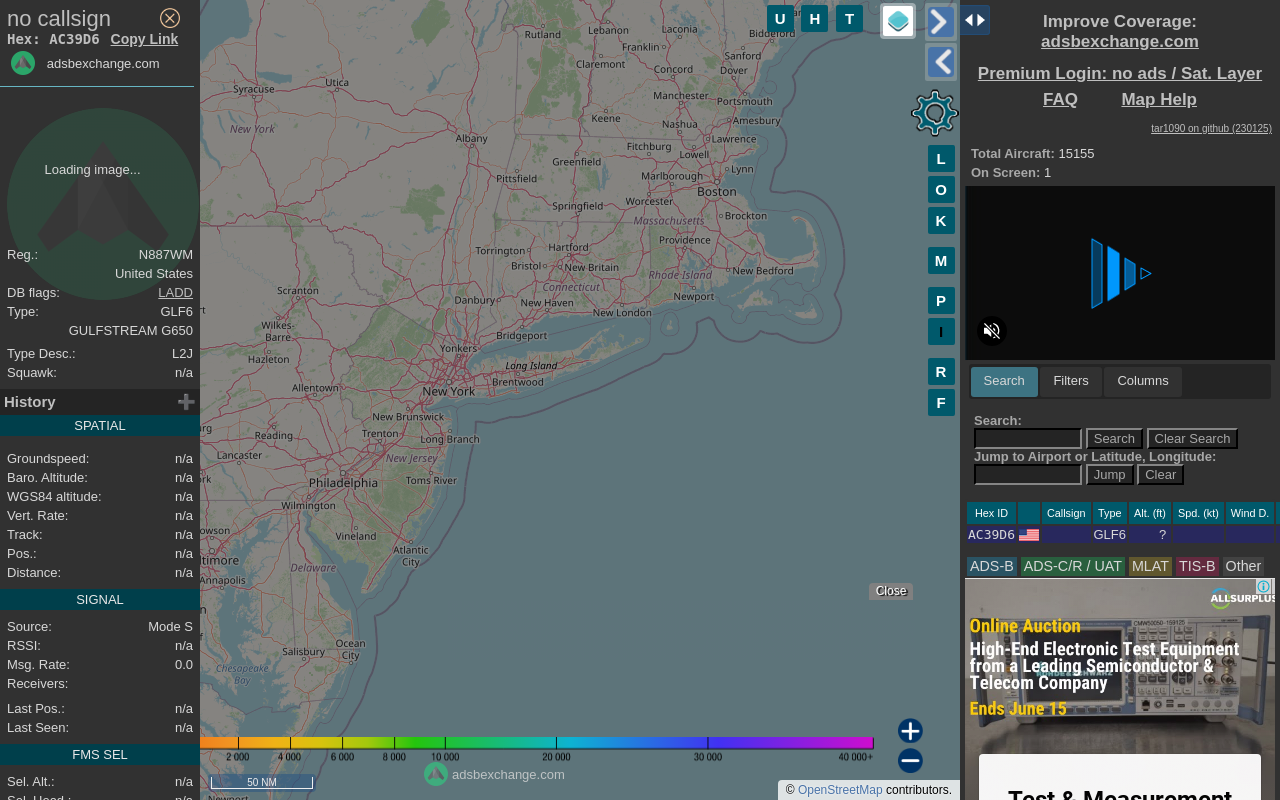 no callsign
Hex: AC39D6 Copy Link
adsbexchange.com
Loading image...
Reg.: N887WM
United States
DB flags: LADD
Type: GLF6
GULFSTREAM G650
Type Desc.: L2J
Squawk: n/a
History
SPATIAL
Groundspeed: n/a
Baro. Altitude: n/a
WGS84 altitude: n/a
Vert. Rate: n/a
Track: n/a
Pos.: n/a
Distance: n/a
SIGNAL
Source: Mode S
RSSI: n/a
Msg. Rate: 0.0
Receivers:
Last Pos.: n/a
Last Seen: n/a
FMS SEL
Sel. Alt.: n/a
Sel. Head.: n/a
U H T
Rutland
Lebanon
Laconia
Biddeford
Franklin
Sanford
Claremont
Concord
Dover
Utica
Syracuse
Manchester
Portsmouth
Keene
Nashua
Amesbury
New York
Albany
Fitchburg
Lawrence
Greenfield
Lowell
Lynn
Pittsfield
Marlborough
Boston
Springfield
Worcester
Massachusetts
Brockton
Providence
Torrington
Hartford
Bristol
New Britain
Rhode Island
New Bedford
Connecticut
Scranton
Danbury
New Haven
Newport
New London
Wilkes-
Barre
Bridgeport
Yonkers
Hazleton
Long Island
Allentown
Brentwood
New York
New Brunswick
Reading
Trenton
Long Branch
Lancaster
New Jersey
Philadelphia
Toms River
Wilmington
Vineland
Atlantic
City
Delaware
Annapolis
Ocean
City
Salisbury
Chesapeake
Bay
L
O
K
M
P
I
R
F
Close
2 000 4 000 6 000 8 000 10 000 20 000 30 000 40 000+
adsbexchange.com
50 NM
© OpenStreetMap contributors.
Improve Coverage:
adsbexchange.com
Premium Login: no ads / Sat. Layer
FAQ Map Help
tar1090 on github (230125)
Total Aircraft: 15155
On Screen: 1
Search Filters Columns
Search:
Search Clear Search
Jump to Airport or Latitude, Longitude:
Jump Clear
Hex ID Callsign Type Alt. (ft) Spd. (kt) Wind D.
AC39D6 GLF6 ?
ADS-B ADS-C/R / UAT MLAT TIS-B Other
ALLSURPLUS
Online Auction
High-End Electronic Test Equipment
from a Leading Semiconductor &
Telecom Company
Ends June 15
Test & Measurement